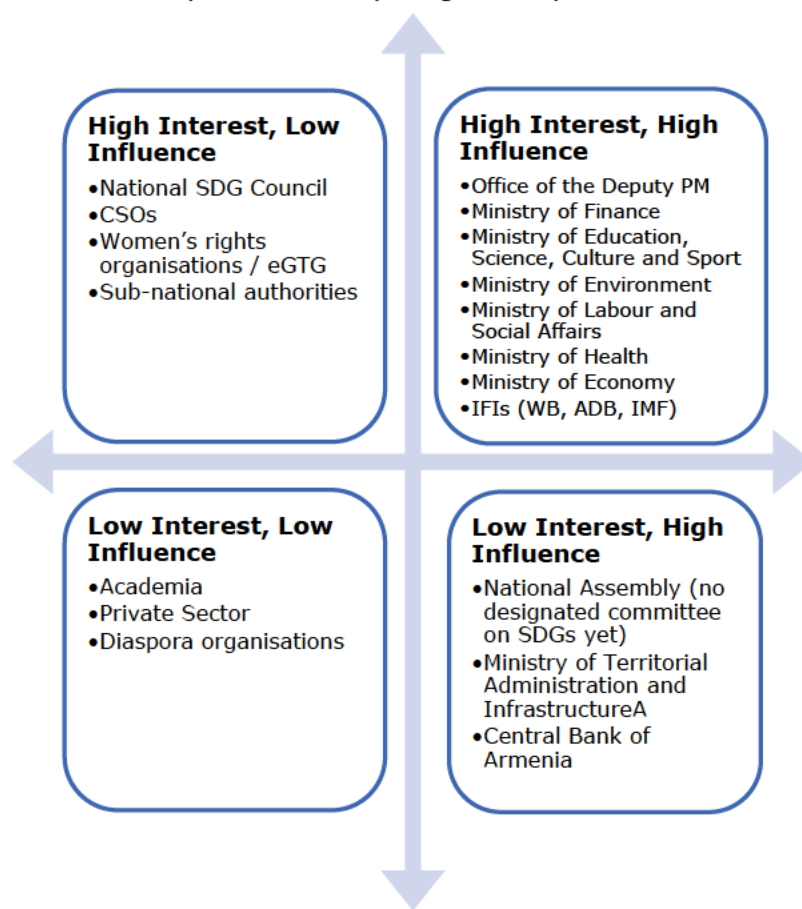 High Interest, Low
Influence
•National SDG Council
•CSOs
•Women's rights
organisations / eGTG
•Sub-national authorities
High Interest, High
Influence
•Office of the Deputy PM
•Ministry of Finance
•Ministry of Education,
Science, Culture and Sport
•Ministry of Environment
•Ministry of Labour and
Social Affairs
•Ministry of Health
•Ministry of Economy
•IFIs (WB, ADB, IMF)
Low Interest, Low
Influence
•Academia
•Private Sector
•Diaspora organisations
Low Interest, High
Influence
•National Assembly (no
designated committee
on SDGs yet)
•Ministry of Territorial
Administration and
InfrastructureA
•Central Bank of
Armenia